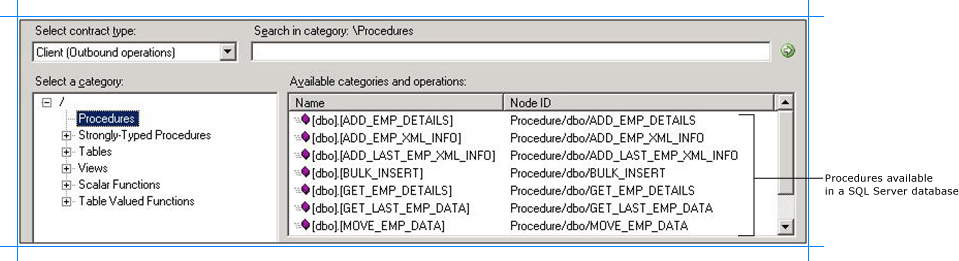 Select contract type:
Search in category: \Procedures
Client (Outbound operations)
Select a category:
Available categories and operations:
/
Procedures
Strongly-Typed Procedures
Tables
Views
Scalar Functions
Table Valued Functions
Name Node ID
[dbo].[ADD_EMP_DETAILS] Procedure/dbo/ADD_EMP_DETAILS
[dbo].[ADD_EMP_XML_INFO] Procedure/dbo/ADD_EMP_XML_INFO
[dbo].[ADD_LAST_EMP_XML_INFO] Procedure/dbo/ADD_LAST_EMP_XML_INFO
[dbo].[BULK_INSERT] Procedure/dbo/BULK_INSERT
[dbo].[GET_EMP_DETAILS] Procedure/dbo/GET_EMP_DETAILS
[dbo].[GET_LAST_EMP_DATA] Procedure/dbo/GET_LAST_EMP_DATA
[dbo].[MOVE_EMP_DATA] Procedure/dbo/MOVE_EMP_DATA
Procedures available
in a SQL Server database